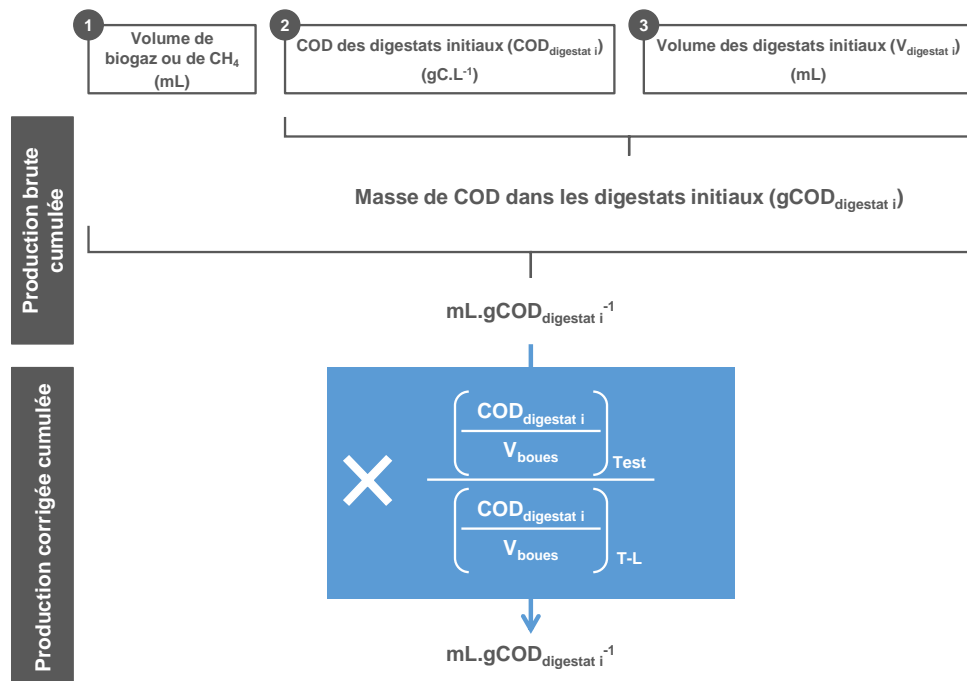 1
Volume de
biogaz ou de CH4
(mL)
2
COD des digestats initiaux (CODdigestat i)
(gC.L-1)
3
Volume des digestats initiaux (Vdigestat i)
(mL)
Production brute
cumulée
Masse de COD dans les digestats initiaux (gCODdigestat i)
mL.gCODdigestat i-1
Production corrigée cumulée
×
CODdigestat i
Vboues
Test
CODdigestat i
Vboues
T-L
mL.gCODdigestat i-1